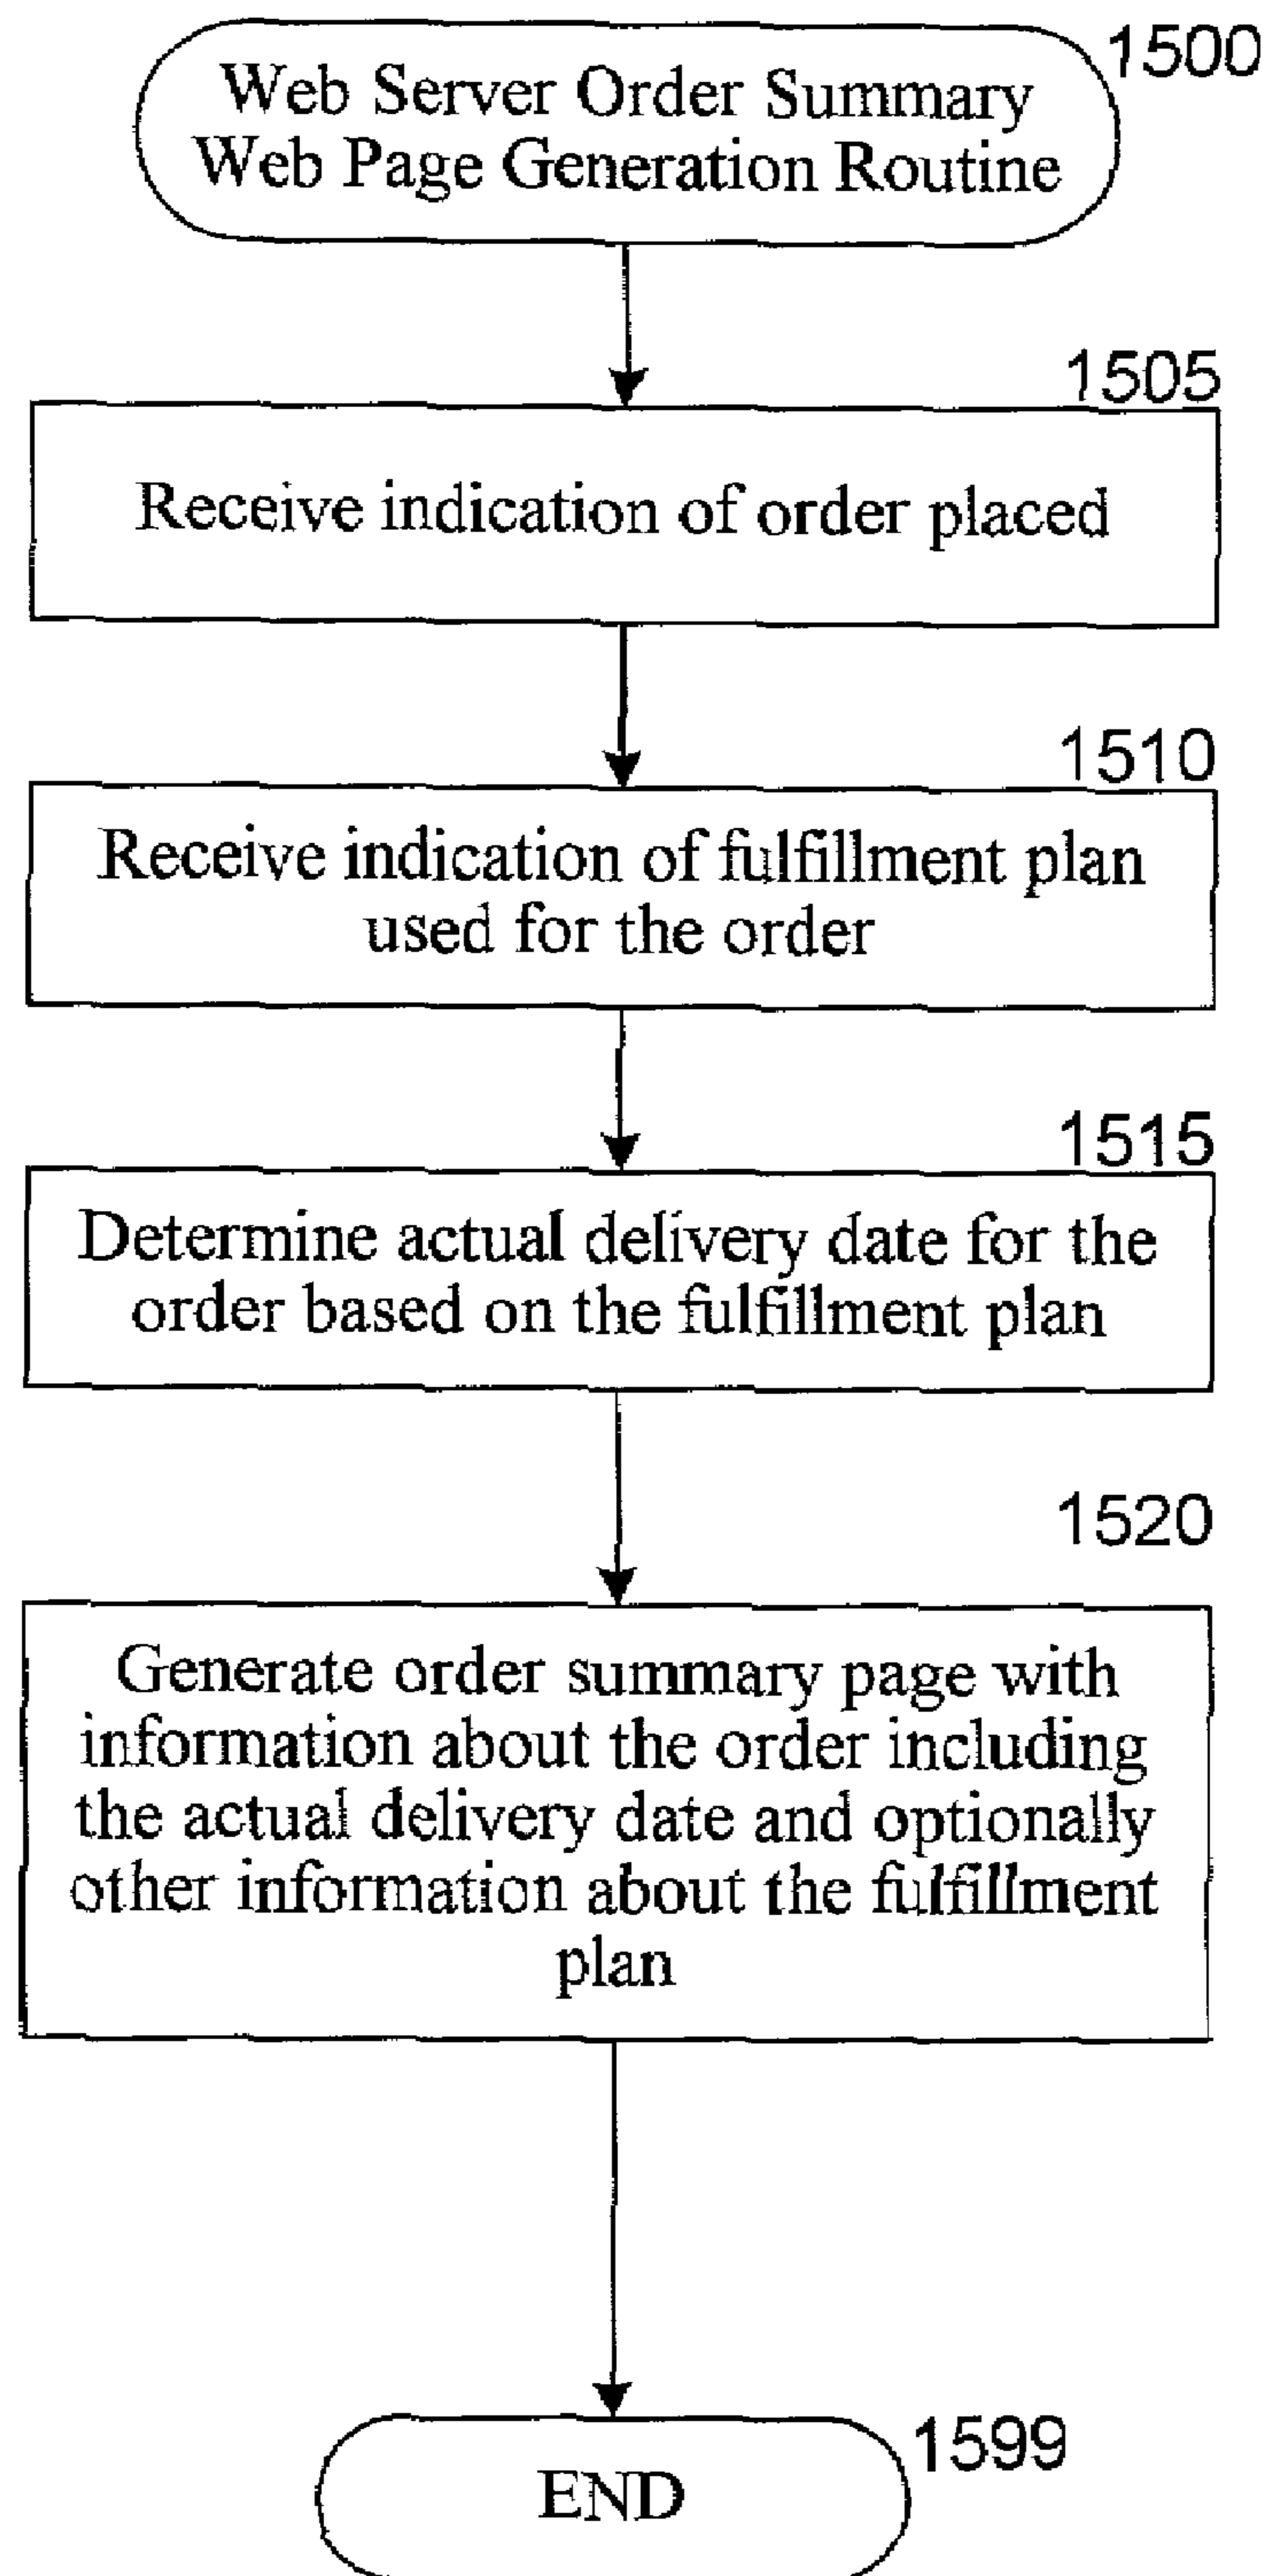 1500
Web Server Order Summary
Web Page Generation Routine
1505
Receive indication of order placed
1510
Receive indication of fulfillment plan
used for the order
1515
Determine actual delivery date for the
order based on the fulfillment plan
1520
Generate order summary page with
information about the order including
the actual delivery date and optionally
other information about the fulfillment
plan
1599
END